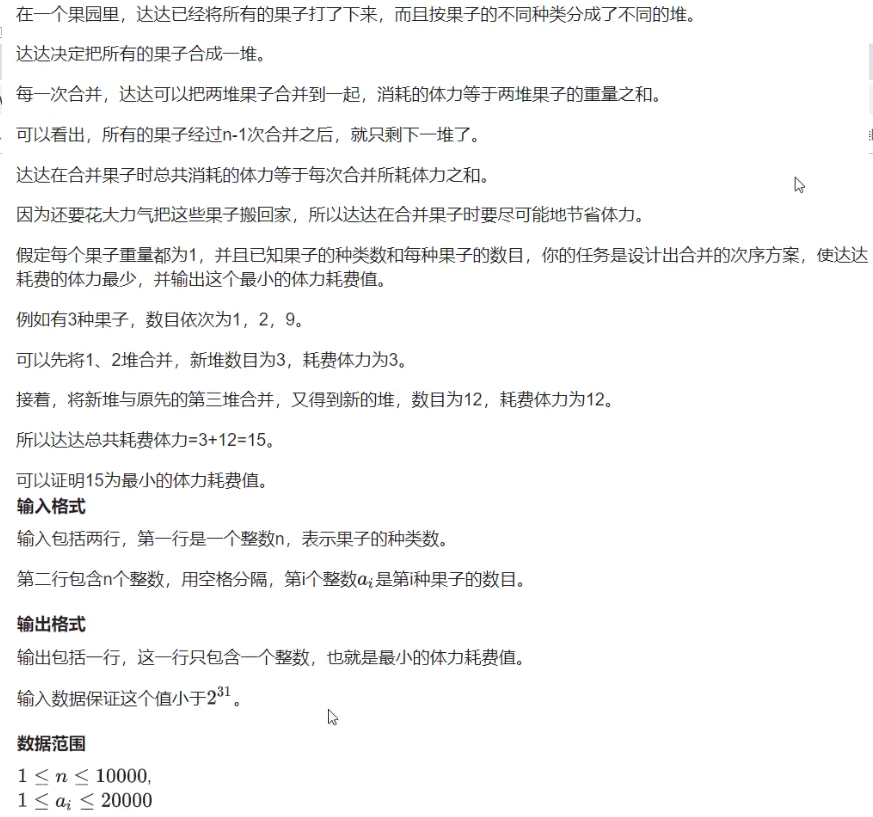 在一个果园里，达达已经将所有的果子打了下来，而且按果子的不同种类分成了不同的堆。
达达决定把所有的果子合成一堆。
每一次合并，达达可以把两堆果子合并到一起，消耗的体力等于两堆果子的重量之和。
可以看出，所有的果子经过n-1次合并之后，就只剩下一堆了。
达达在合并果子时总共消耗的体力等于每次合并所耗体力之和。
因为还要花大力气把这些果子搬回家，所以达达在合并果子时要尽可能地节省体力。
假定每个果子重量都为1，并且已知果子的种类数和每种果子的数目，你的任务是设计出合并的次序方案，使达达
耗费的体力最少，并输出这个最小的体力耗费值。
例如有3种果子，数目依次为1，2，9。
可以先将1、2堆合并，新堆数目为3，耗费体力为3。
接着，将新堆与原先的第三堆合并，又得到新的堆，数目为12，耗费体力为12。
所以达达总共耗费体力=3+12=15。
可以证明15为最小的体力耗费值。
输入格式
输入包括两行，第一行是一个整数n，表示果子的种类数。
第二行包含n个整数，用空格分隔，第i个整数aᵢ是第i种果子的数目。
输出格式
输出包括一行，这一行只包含一个整数，也就是最小的体力耗费值。
输入数据保证这个值小于2³¹。
数据范围
1 ≤ n ≤ 10000,
1 ≤ aᵢ ≤ 20000